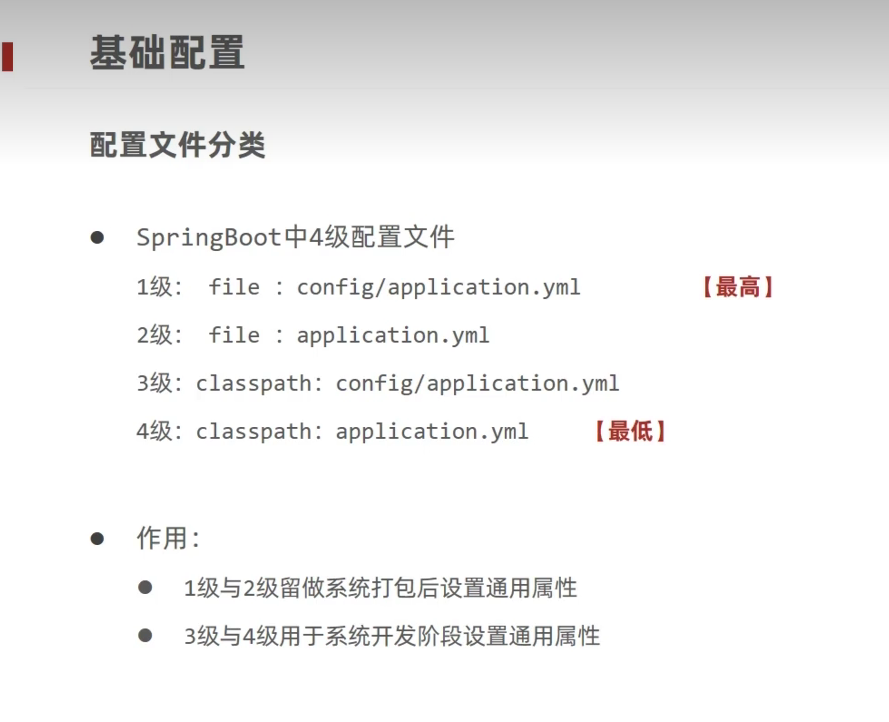 基础配置
配置文件分类
SpringBoot中4级配置文件
1级： file ：config/application.yml 【最高】
2级： file ：application.yml
3级：classpath：config/application.yml
4级：classpath：application.yml 【最低】
作用：
1级与2级留做系统打包后设置通用属性
3级与4级用于系统开发阶段设置通用属性